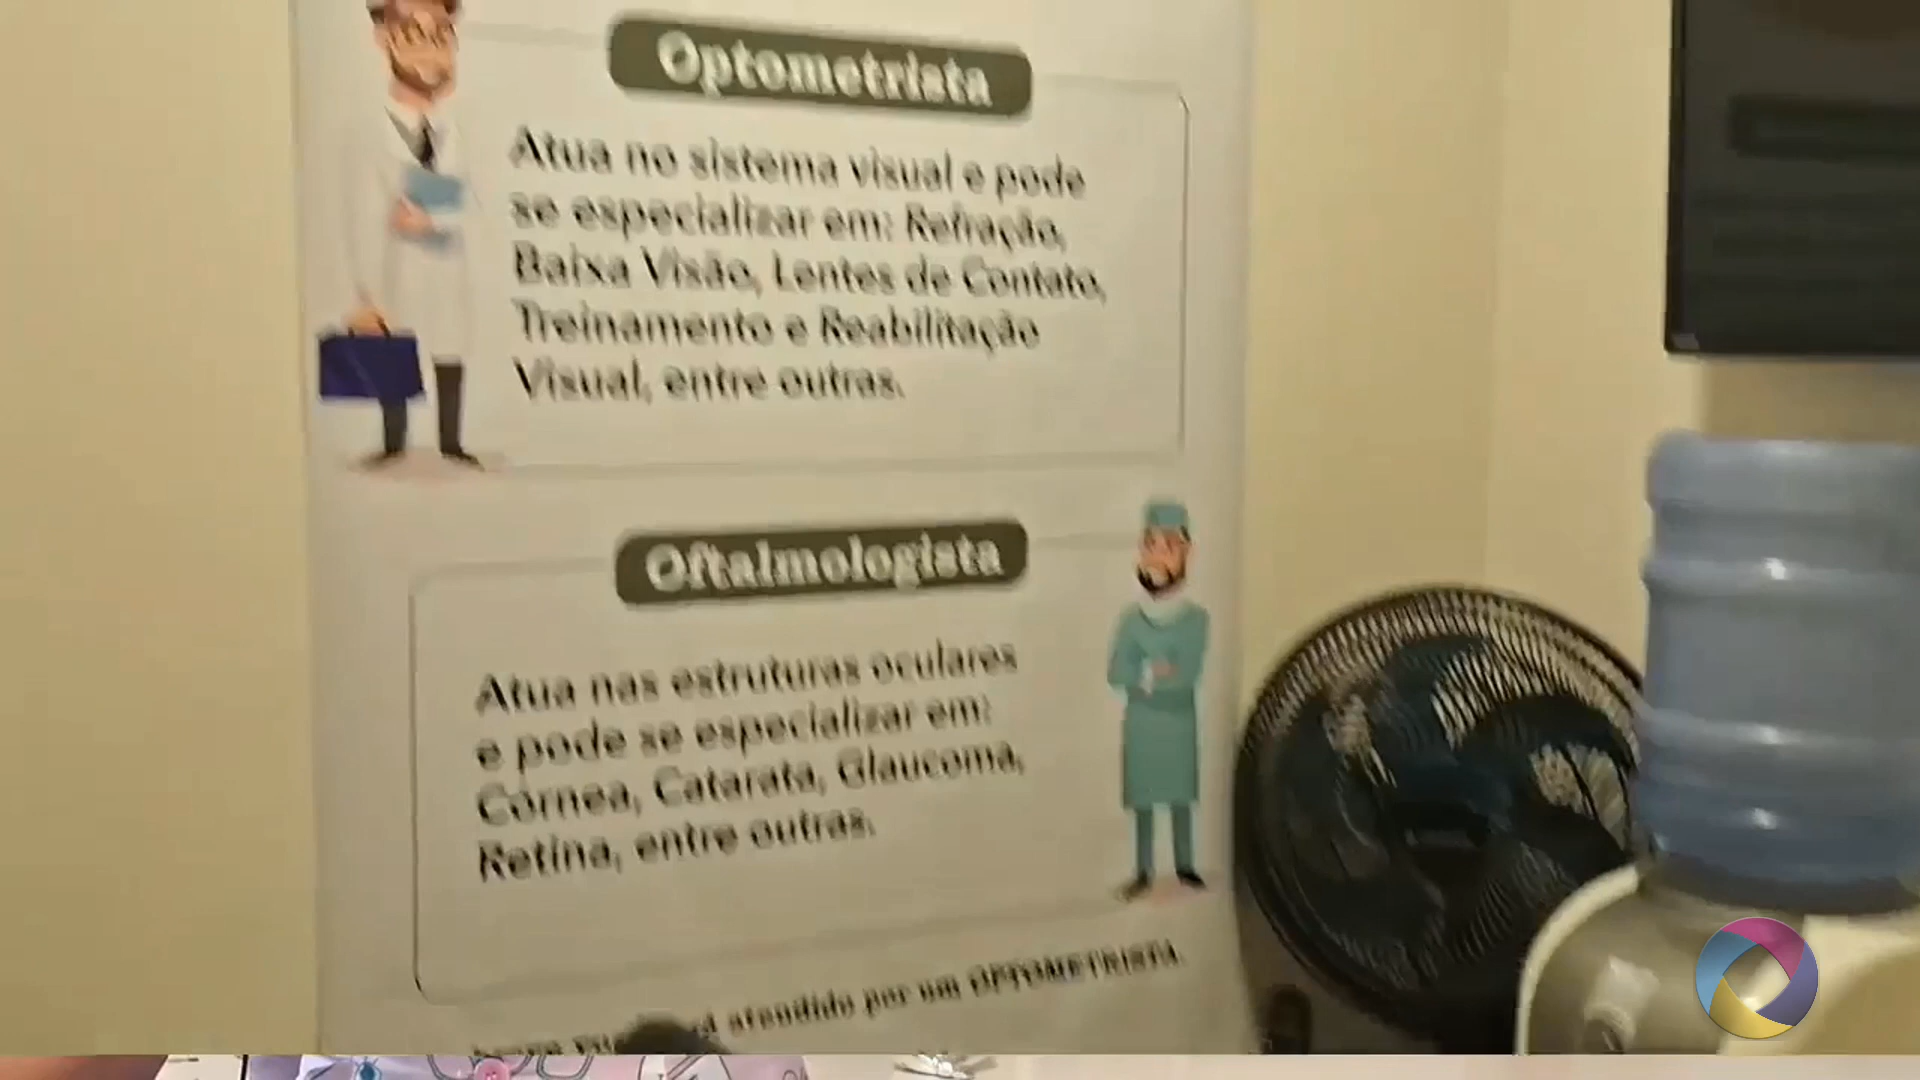 Optometrista
Atua no sistema visual e pode
se especializar em: Refração,
Baixa Visão, Lentes de Contato,
Treinamento e Reabilitação
Visual, entre outras.
Oftalmologista
Atua nas estruturas oculares
e pode se especializar em:
Córnea, Catarata, Glaucoma,
Retina, entre outras.
atendido por um OPTOMETRISTA.